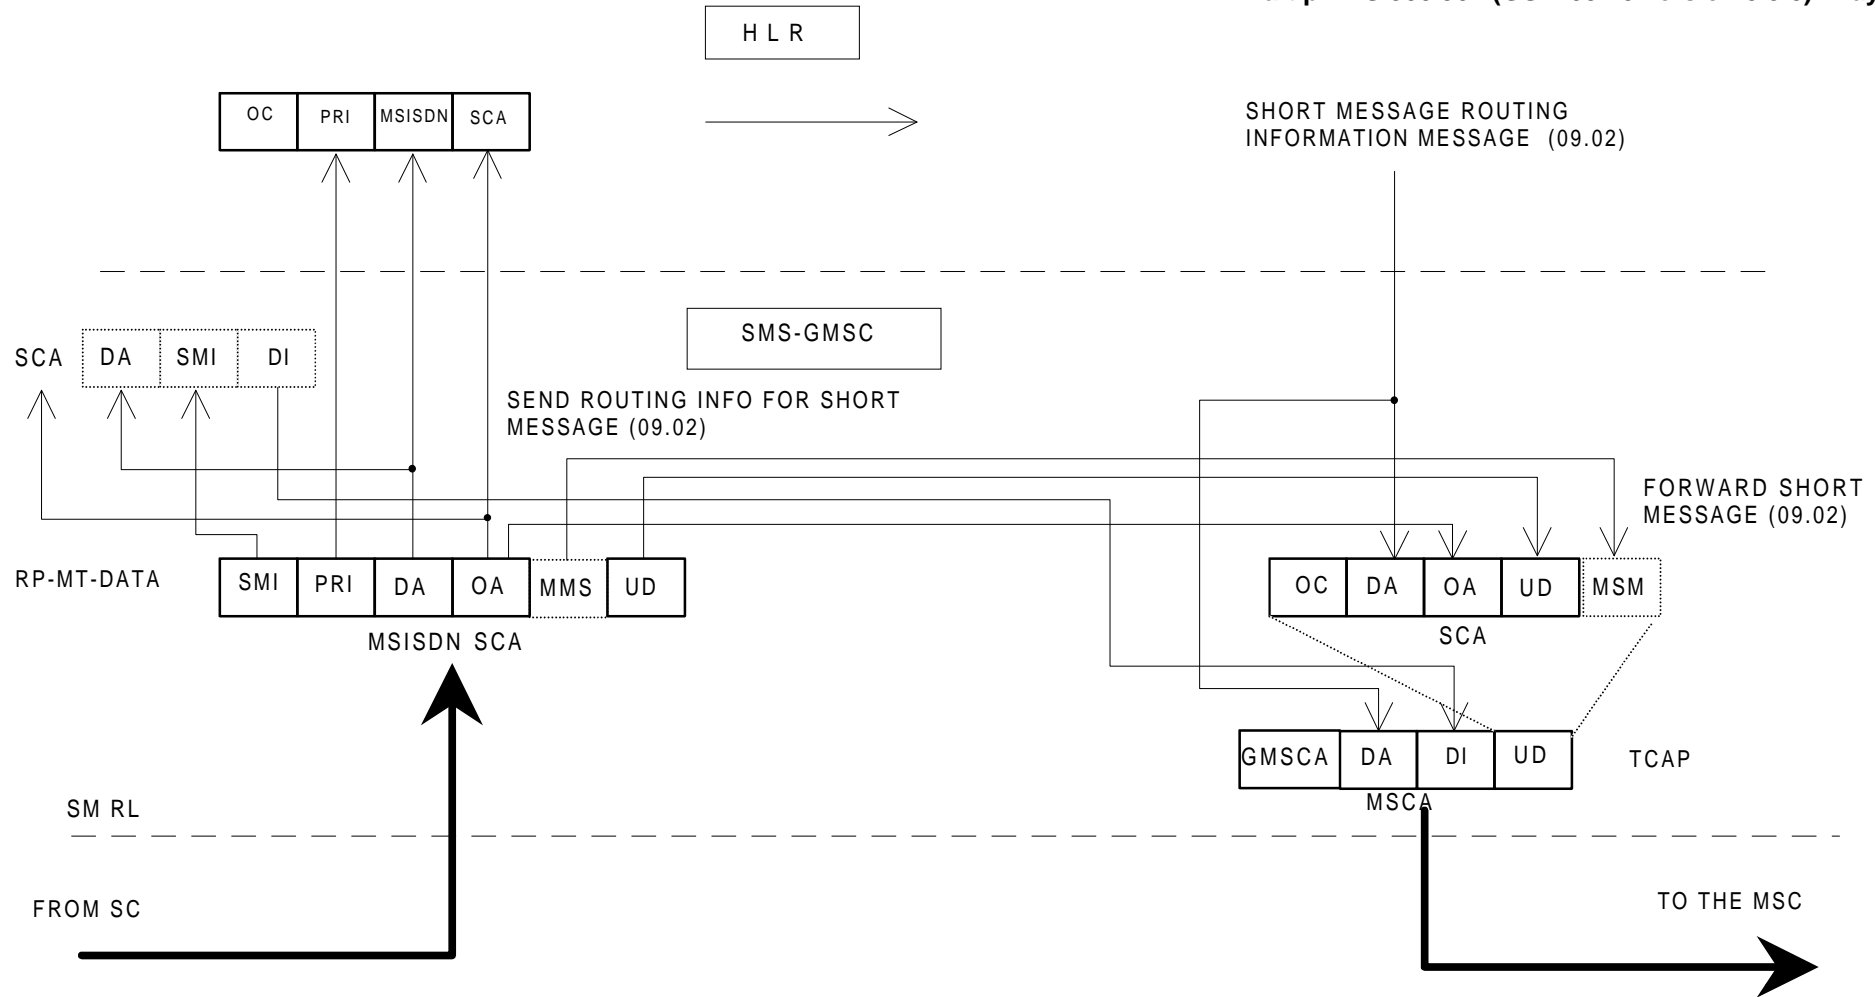 H L R
OC PRI MSISDN SCA
SHORT MESSAGE ROUTING
INFORMATION MESSAGE (09.02)
SMS-GMSC
SCA DA SMI DI
SEND ROUTING INFO FOR SHORT
MESSAGE (09.02)
FORWARD SHORT
MESSAGE (09.02)
RP-MT-DATA SMI PRI DA OA MMS UD
MSISDN SCA
OC DA OA UD MSM
SCA
GMSCA DA DI UD TCAP
MSCA
SM RL
FROM SC
TO THE MSC